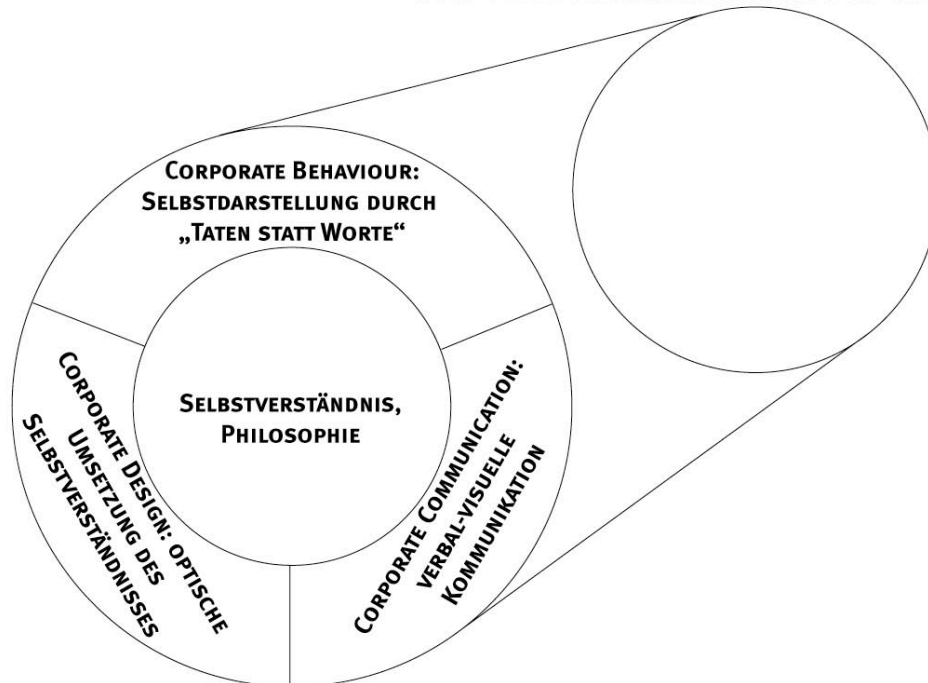 CORPORATE BEHAVIOUR:
SELBSTDARSTELLUNG DURCH
„TATEN STATT WORTE“
SELBSTVERSTÄNDNIS,
PHILOSOPHIE
CORPORATE DESIGN: OPTISCHE
UMSETZUNG DES
SELBSTVERSTÄNDNISSES
CORPORATE COMMUNICATION:
VERBAL-VISUELLE
KOMMUNIKATION